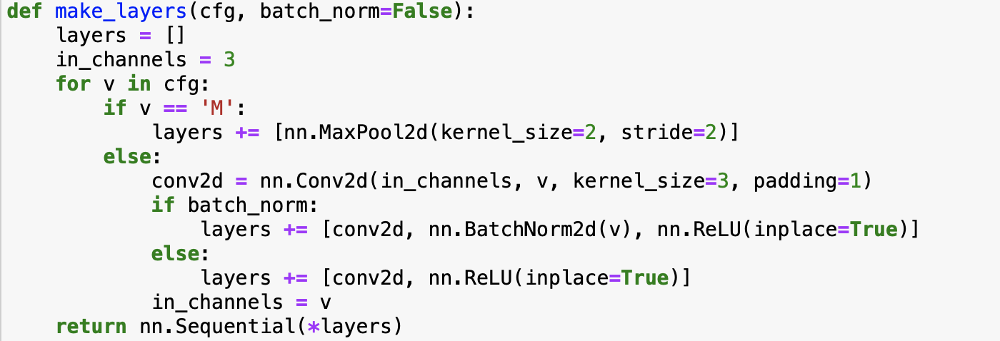 def make_layers(cfg, batch_norm=False):
    layers = []
    in_channels = 3
    for v in cfg:
        if v == 'M':
            layers += [nn.MaxPool2d(kernel_size=2, stride=2)]
        else:
            conv2d = nn.Conv2d(in_channels, v, kernel_size=3, padding=1)
            if batch_norm:
                layers += [conv2d, nn.BatchNorm2d(v), nn.ReLU(inplace=True)]
            else:
                layers += [conv2d, nn.ReLU(inplace=True)]
            in_channels = v
    return nn.Sequential(*layers)